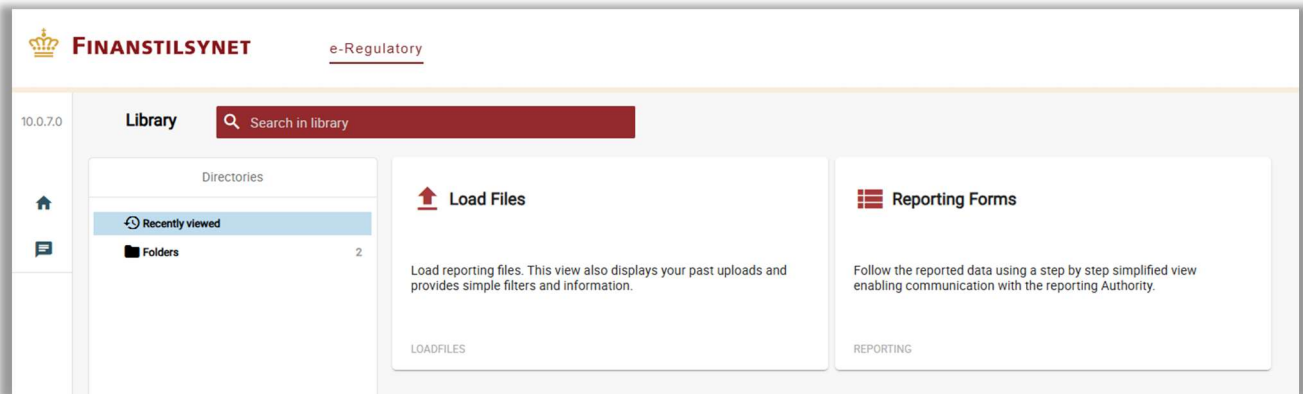 FINANSTILSYNET
e-Regulatory
10.0.7.0
Library
Search in library
Directories
Recently viewed
Folders 2
Load Files
Load reporting files. This view also displays your past uploads and
provides simple filters and information.
LOADFILES
Reporting Forms
Follow the reported data using a step by step simplified view
enabling communication with the reporting Authority.
REPORTING